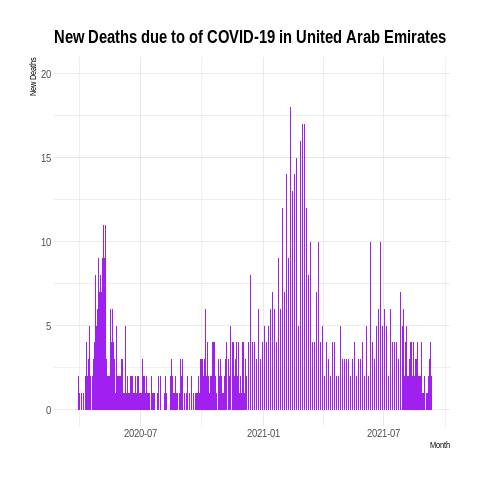 New Deaths due to of COVID-19 in United Arab Emirates
New Deaths
20
15
10
5
0
2020-07
2021-01
2021-07
Month